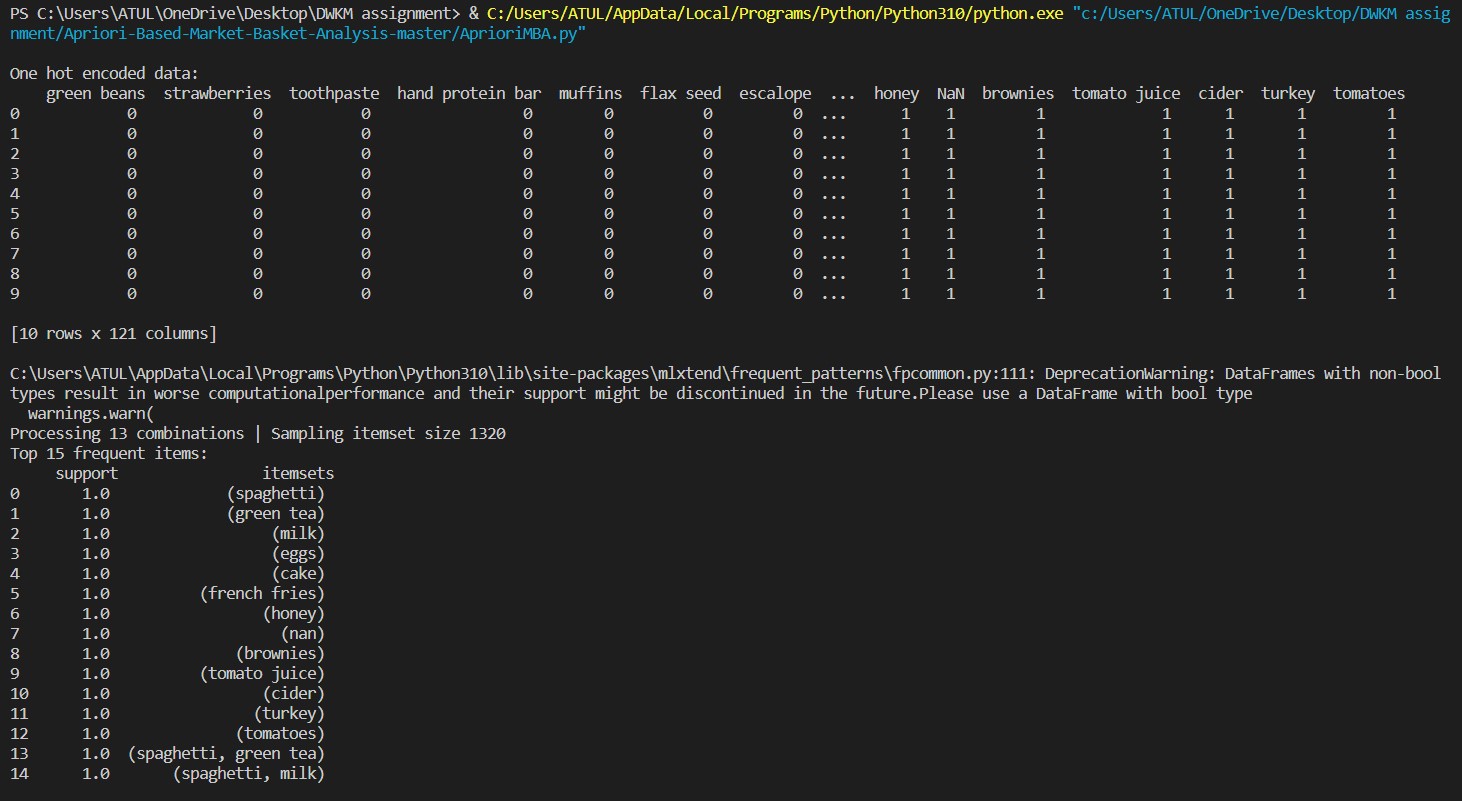 PS C:\Users\ATUL\OneDrive\Desktop\DWKM assignment> & C:/Users/ATUL/AppData/Local/Programs/Python/Python310/python.exe "c:/Users/ATUL/OneDrive/Desktop/DWKM assig
nment/Apriori-Based-Market-Basket-Analysis-master/AprioriMBA.py"
One hot encoded data:
green beans strawberries toothpaste hand protein bar muffins flax seed escalope ... honey NaN brownies tomato juice cider turkey tomatoes
0 0 0 0 0 0 0 0 ... 1 1 1 1 1 1 1
1 0 0 0 0 0 0 0 ... 1 1 1 1 1 1 1
2 0 0 0 0 0 0 0 ... 1 1 1 1 1 1 1
3 0 0 0 0 0 0 0 ... 1 1 1 1 1 1 1
4 0 0 0 0 0 0 0 ... 1 1 1 1 1 1 1
5 0 0 0 0 0 0 0 ... 1 1 1 1 1 1 1
6 0 0 0 0 0 0 0 ... 1 1 1 1 1 1 1
7 0 0 0 0 0 0 0 ... 1 1 1 1 1 1 1
8 0 0 0 0 0 0 0 ... 1 1 1 1 1 1 1
9 0 0 0 0 0 0 0 ... 1 1 1 1 1 1 1
[10 rows x 121 columns]
C:\Users\ATUL\AppData\Local\Programs\Python\Python310\lib\site-packages\mlxtend\frequent_patterns\fpcommon.py:111: DeprecationWarning: DataFrames with non-bool
types result in worse computationalperformance and their support might be discontinued in the future.Please use a DataFrame with bool type
warnings.warn(
Processing 13 combinations | Sampling itemset size 1320
Top 15 frequent items:
support itemsets
0 1.0 (spaghetti)
1 1.0 (green tea)
2 1.0 (milk)
3 1.0 (eggs)
4 1.0 (cake)
5 1.0 (french fries)
6 1.0 (honey)
7 1.0 (nan)
8 1.0 (brownies)
9 1.0 (tomato juice)
10 1.0 (cider)
11 1.0 (turkey)
12 1.0 (tomatoes)
13 1.0 (spaghetti, green tea)
14 1.0 (spaghetti, milk)